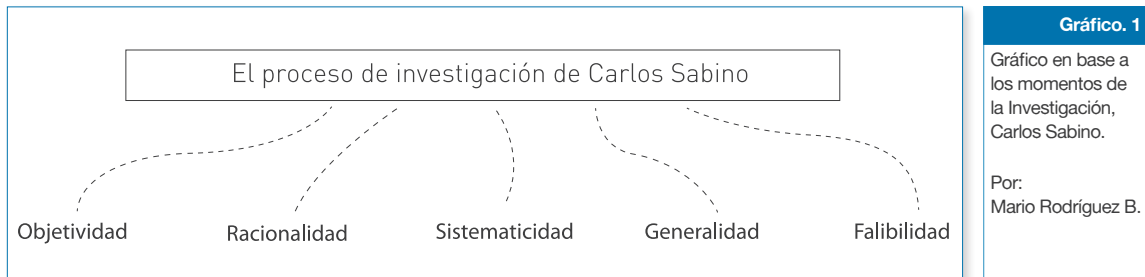 El proceso de investigación de Carlos Sabino
Objetividad
Racionalidad
Sistematicidad
Generalidad
Falibilidad
Gráfico. 1
Gráfico en base a
los momentos de
la Investigación,
Carlos Sabino.
Por:
Mario Rodríguez B.